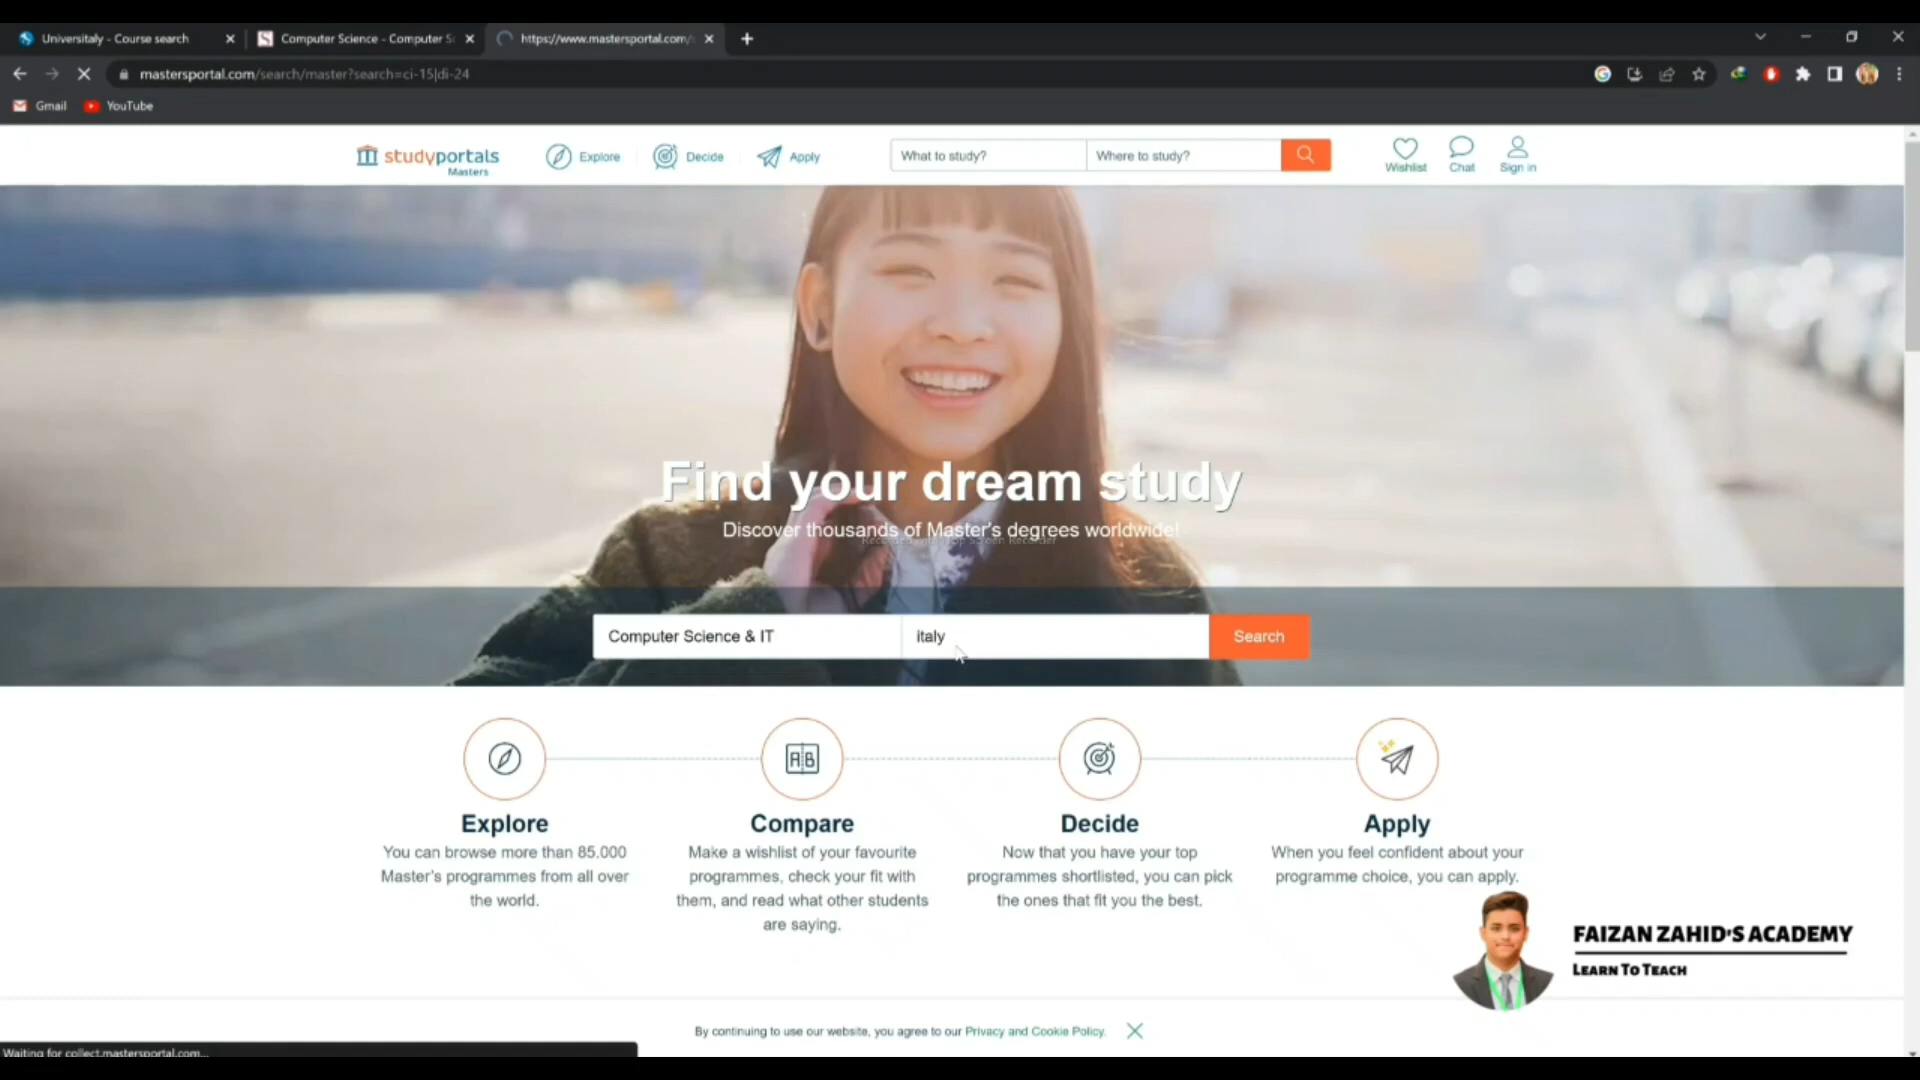 Universitaly - Course search
Computer Science - Computer S
https://www.mastersportal.com/
mastersportal.com/search/master?search=ci-15|di-24
Gmail
YouTube
studyportals
Masters
Explore
Decide
Apply
What to study?
Where to study?
Wishlist
Chat
Sign in
Find your dream study
Discover thousands of Master's degrees worldwide!
Computer Science & IT
italy
Search
Explore
You can browse more than 85.000
Master's programmes from all over
the world.
AB
Compare
Make a wishlist of your favourite
programmes, check your fit with
them, and read what other students
are saying.
Decide
Now that you have your top
programmes shortlisted, you can pick
the ones that fit you the best.
Apply
When you feel confident about your
programme choice, you can apply.
FAIZAN ZAHID'S ACADEMY
LEARN TO TEACH
By continuing to use our website, you agree to our Privacy and Cookie Policy.
Waiting for collect.mastersportal.com...